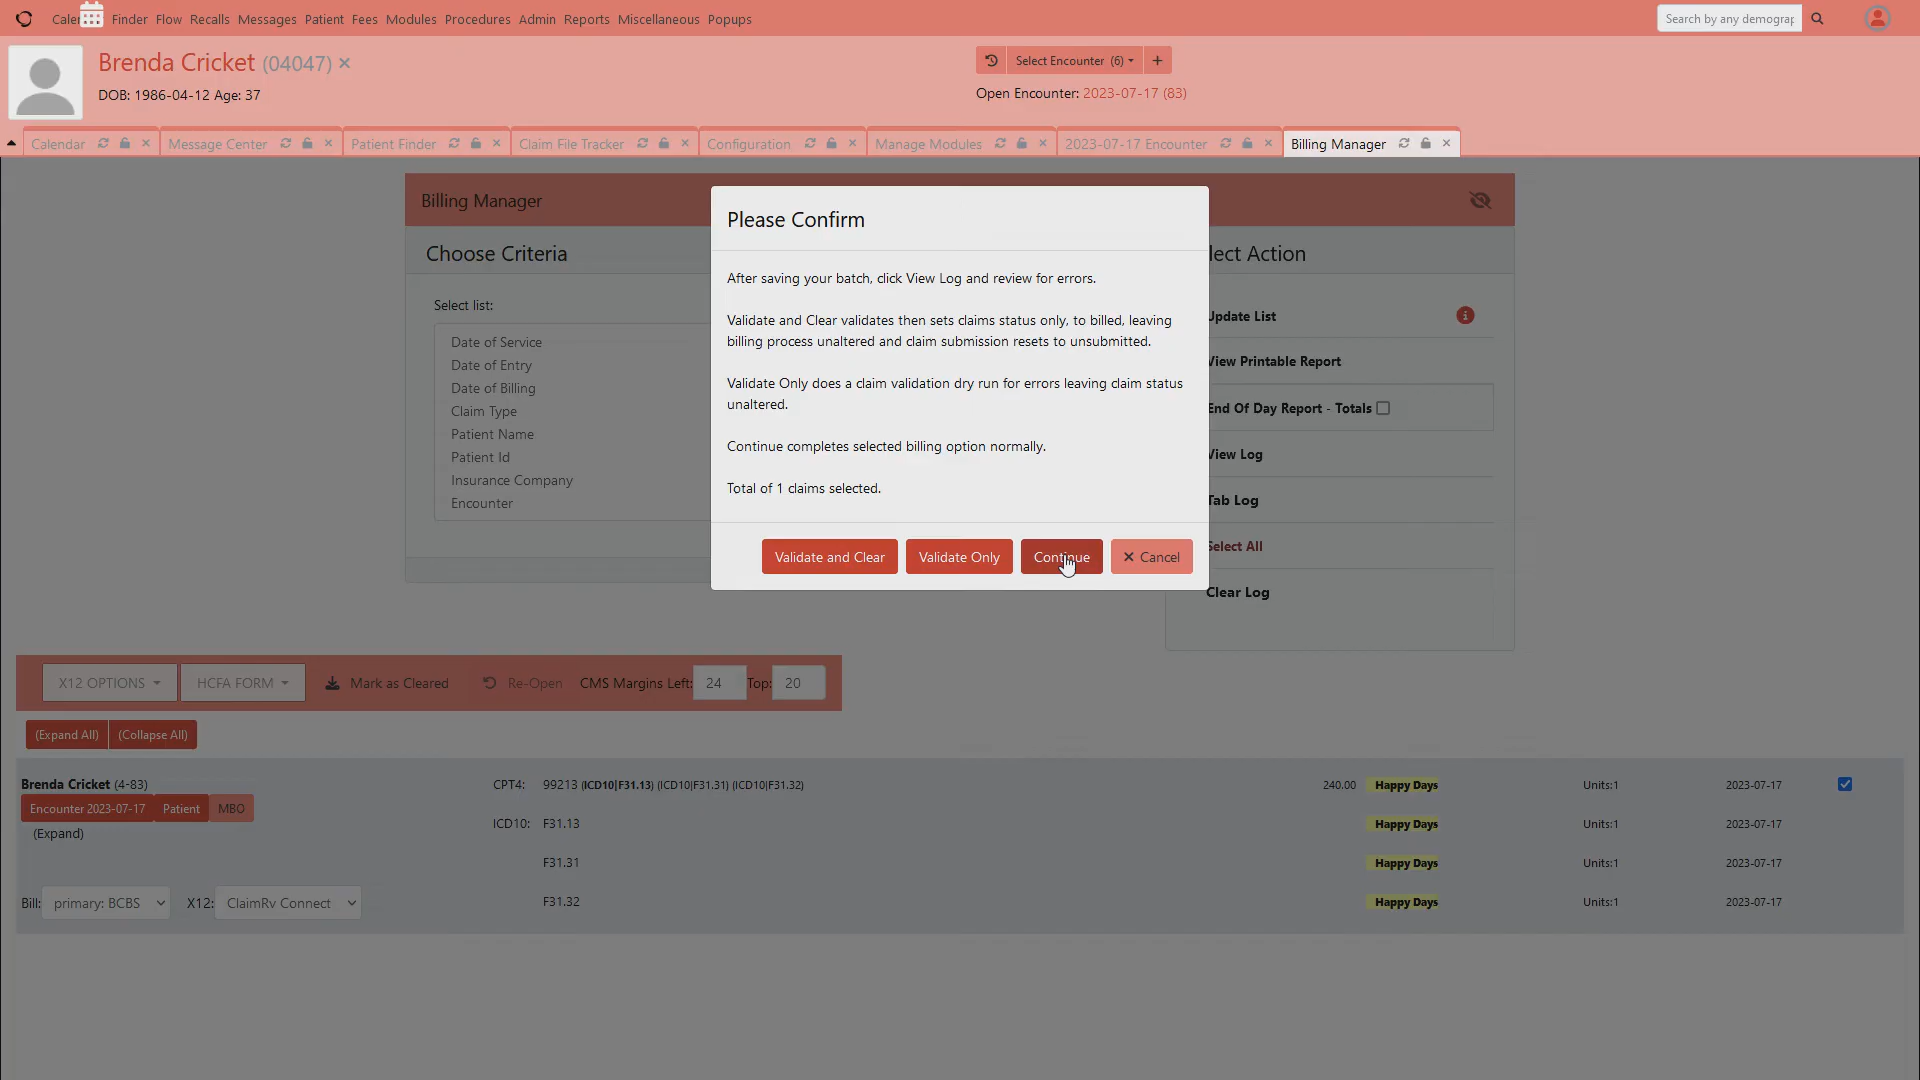 Calen Finder Flow Recalls Messages Patient Fees Modules Procedures Admin Reports Miscellaneous Popups
Search by any demograp
Brenda Cricket (04047) ×
DOB: 1986-04-12 Age: 37
Select Encounter (6)
+
Open Encounter: 2023-07-17 (83)
Calendar × Message Center × Patient Finder × Claim File Tracker × Configuration × Manage Modules × 2023-07-17 Encounter × Billing Manager ×
Billing Manager
Choose Criteria
lect Action
Select list:
Date of Service
Date of Entry
Date of Billing
Claim Type
Patient Name
Patient Id
Insurance Company
Encounter
Please Confirm
After saving your batch, click View Log and review for errors.
Validate and Clear validates then sets claims status only, to billed, leaving
billing process unaltered and claim submission resets to unsubmitted.
Validate Only does a claim validation dry run for errors leaving claim status
unaltered.
Continue completes selected billing option normally.
Total of 1 claims selected.
Validate and Clear
Validate Only
Continue
× Cancel
Update List
View Printable Report
End Of Day Report - Totals
View Log
Tab Log
Select All
Clear Log
X12 OPTIONS HCFA FORM Mark as Cleared Re-Open CMS Margins Left: 24 Top: 20
(Expand All) (Collapse All)
Brenda Cricket (4-83) CPT4: 99213 (ICD10|F31.13) (ICD10|F31.31) (ICD10|F31.32) 240.00 Happy Days Units:1 2023-07-17
Encounter 2023-07-17 Patient MBO
ICD10: F31.13 Happy Days Units:1 2023-07-17
(Expand)
F31.31 Happy Days Units:1 2023-07-17
Bill: primary: BCBS X12: ClaimRv Connect F31.32 Happy Days Units:1 2023-07-17